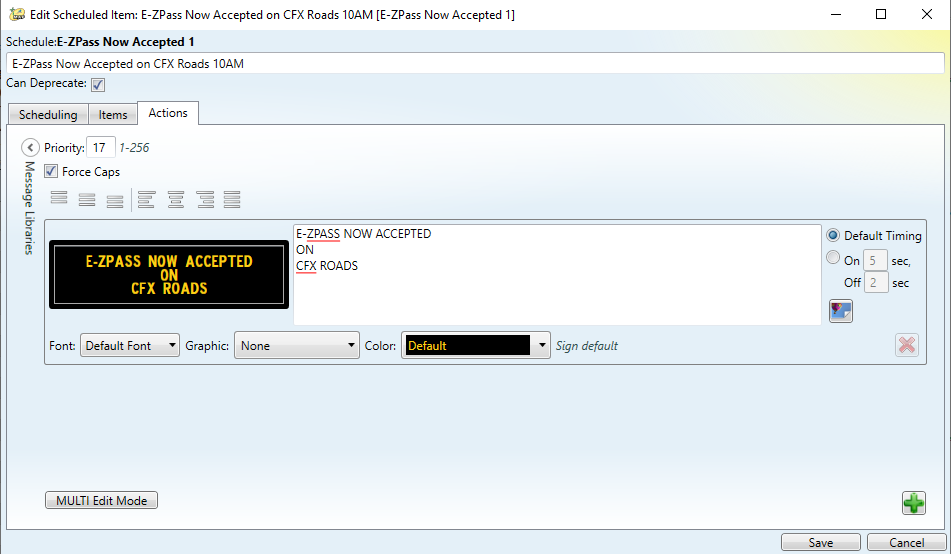 Edit Scheduled Item: E-ZPass Now Accepted on CFX Roads 10AM [E-ZPass Now Accepted 1]
Schedule:E-ZPass Now Accepted 1
E-ZPass Now Accepted on CFX Roads 10AM
Can Deprecate:
Scheduling Items Actions
Priority: 17 1-256
Force Caps
Message Libraries
E-ZPASS NOW ACCEPTED
ON
CFX ROADS
E-ZPASS NOW ACCEPTED
ON
CFX ROADS
Default Timing
On 5 sec,
Off 2 sec
Font: Default Font Graphic: None Color: Default Sign default
MULTI Edit Mode
Save Cancel